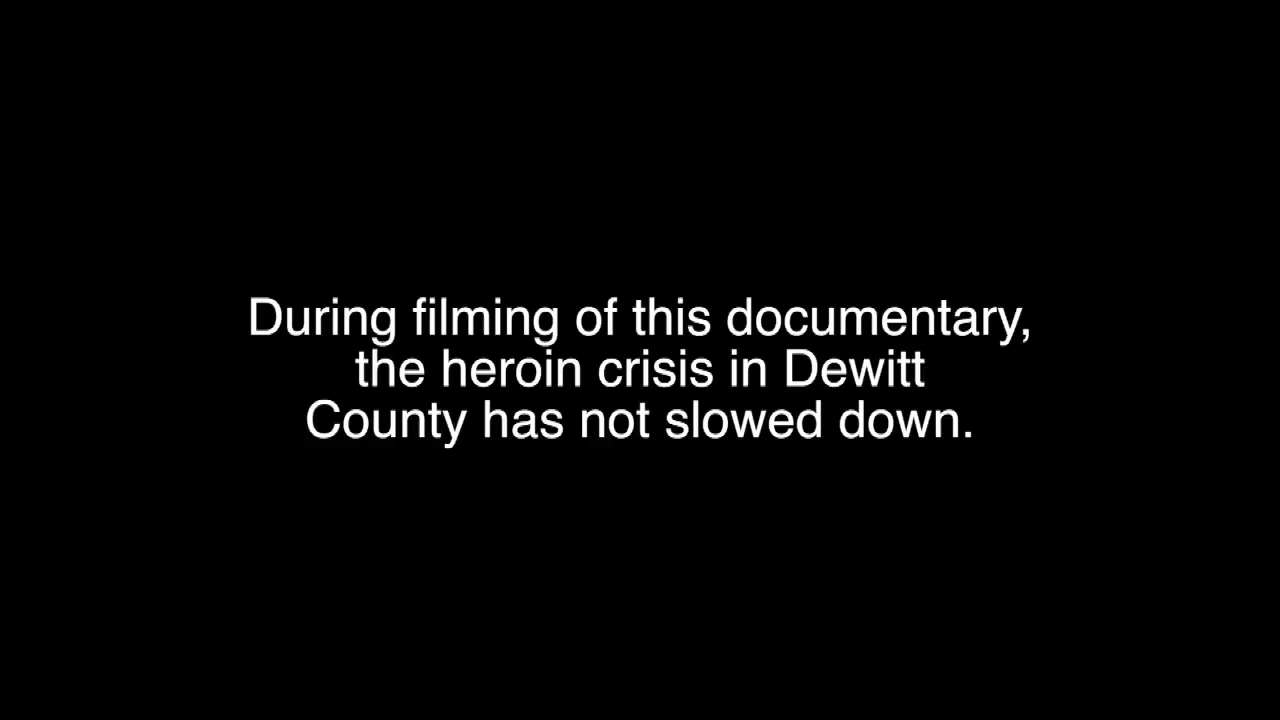 During filming of this documentary,
the heroin crisis in Dewitt
County has not slowed down.